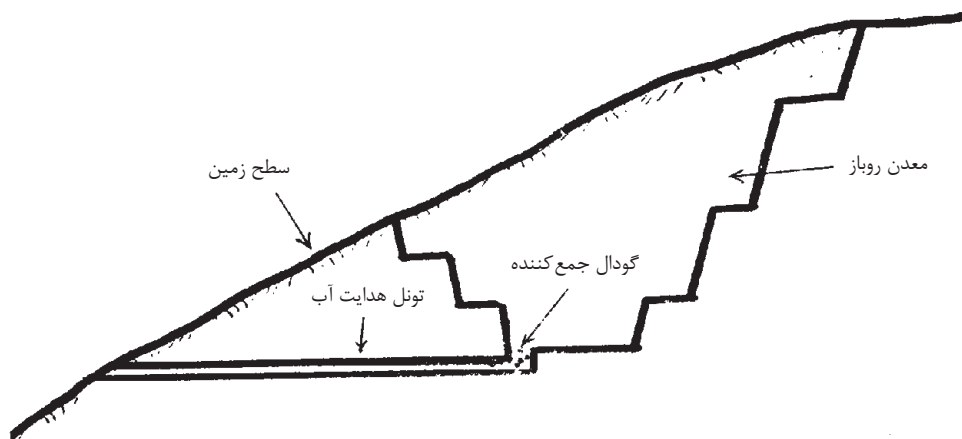 معدن روباز
سطح زمین
گودال جمع‌کننده
تونل هدایت آب